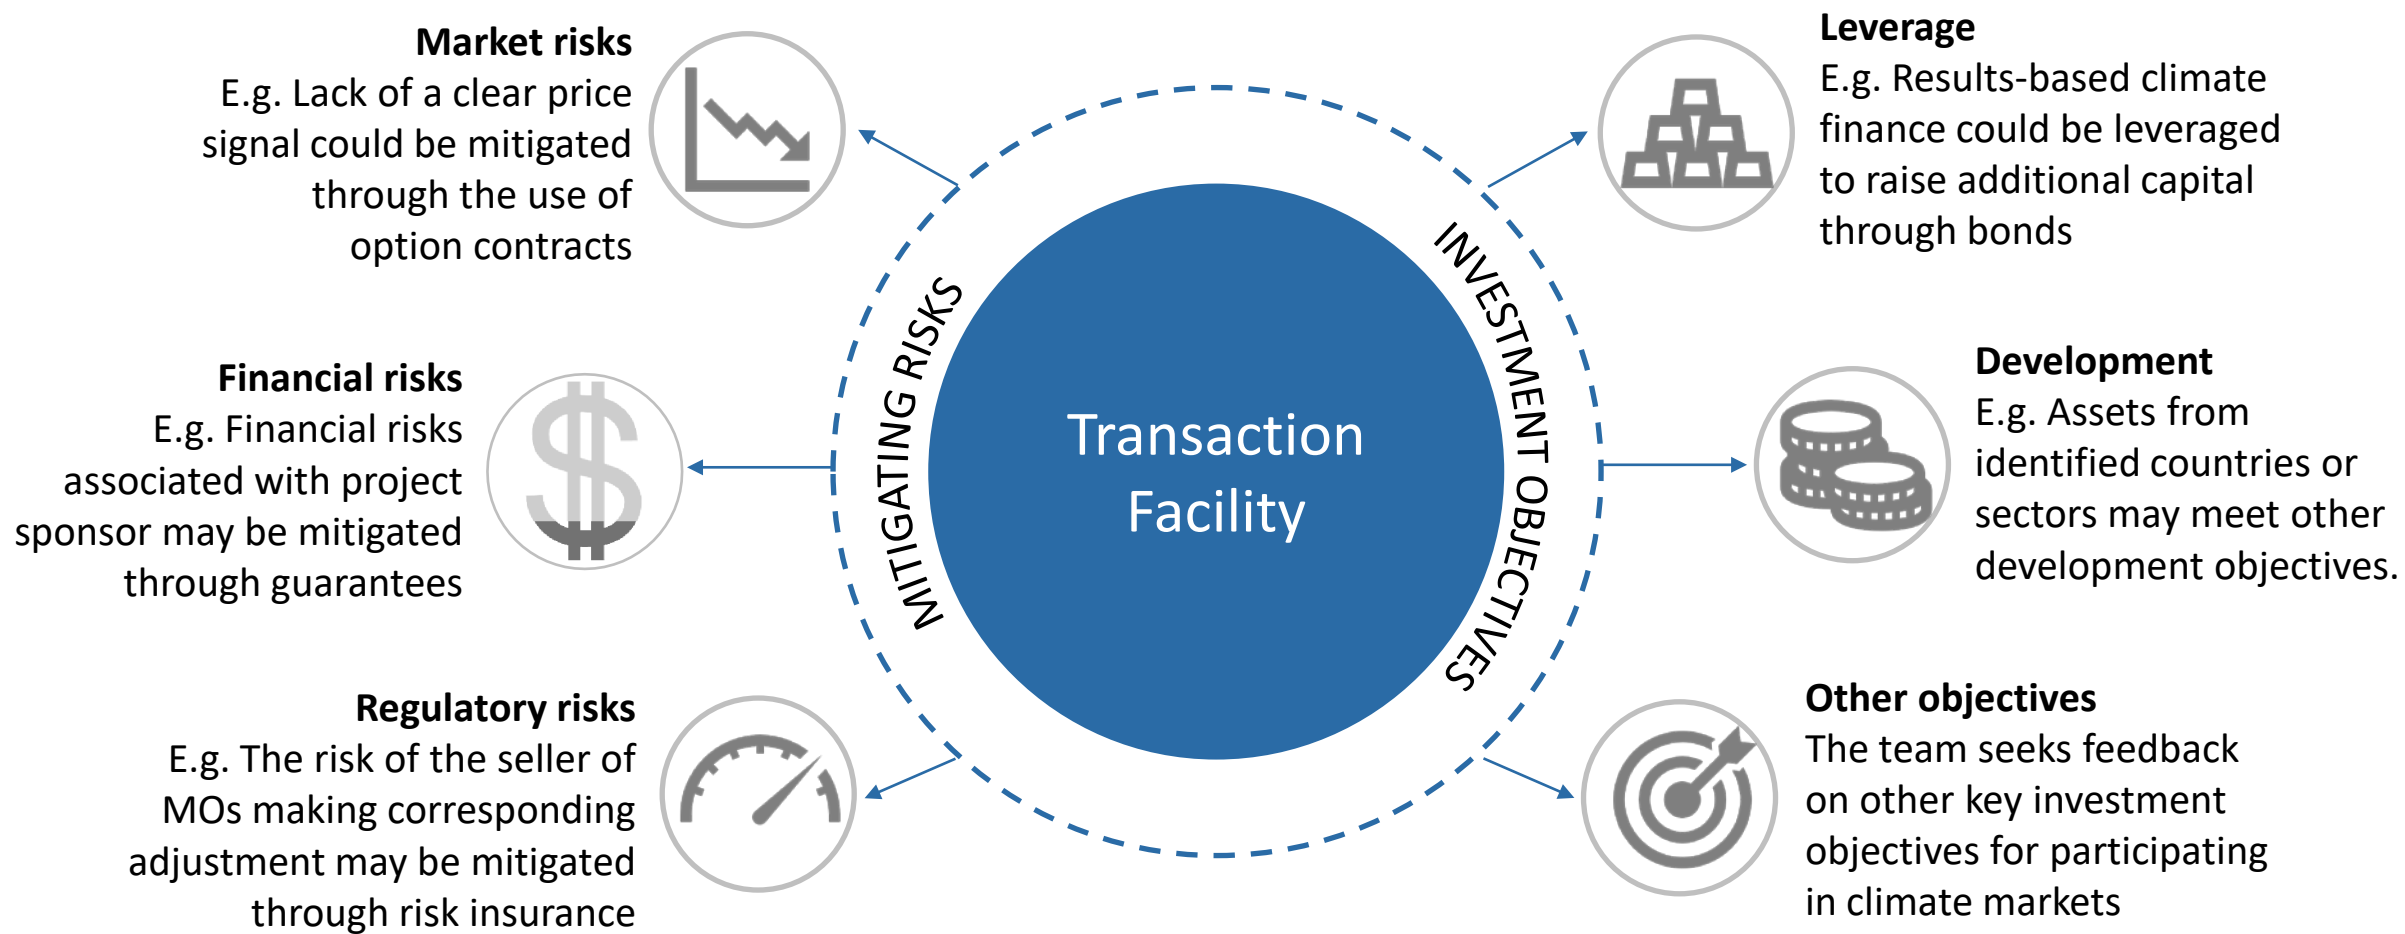 Market risks
E.g. Lack of a clear price
signal could be mitigated
through the use of
option contracts
Financial risks
E.g. Financial risks
associated with project
sponsor may be mitigated
through guarantees
Regulatory risks
E.g. The risk of the seller of
MOs making corresponding
adjustment may be mitigated
through risk insurance
MITIGATING RISKS
Transaction
Facility
INVESTMENT OBJECTIVES
Leverage
E.g. Results-based climate
finance could be leveraged
to raise additional capital
through bonds
Development
E.g. Assets from
identified countries or
sectors may meet other
development objectives.
Other objectives
The team seeks feedback
on other key investment
objectives for participating
in climate markets